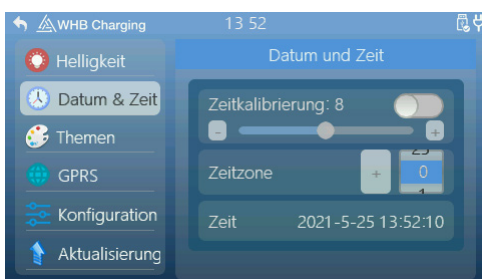 WHB Charging 13 52
Helligkeit
Datum & Zeit
Themen
GPRS
Konfiguration
Aktualisierung
Datum und Zeit
Zeitkalibrierung: 8
- +
Zeitzone + 0
1
Zeit 2021-5-25 13:52:10